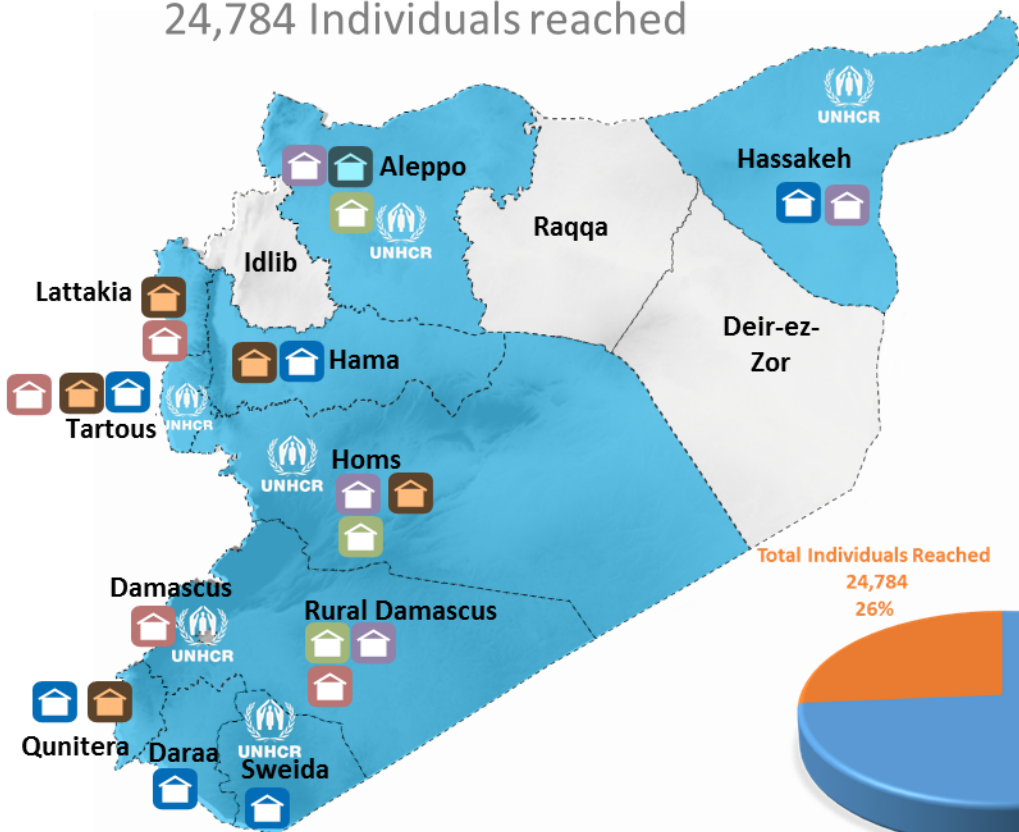 24,784 Individuals reached
UNHCR
Hassakeh
Aleppo
UNHCR
Raqqa
Idlib
Lattakia
Deir-ez-
Zor
Hama
UNHCR
Tartous
Homs
UNHCR
Total Individuals Reached
24,784
26%
Damascus
UNHCR
Rural Damascus
Qunitera
Daraa
UNHCR
Sweida